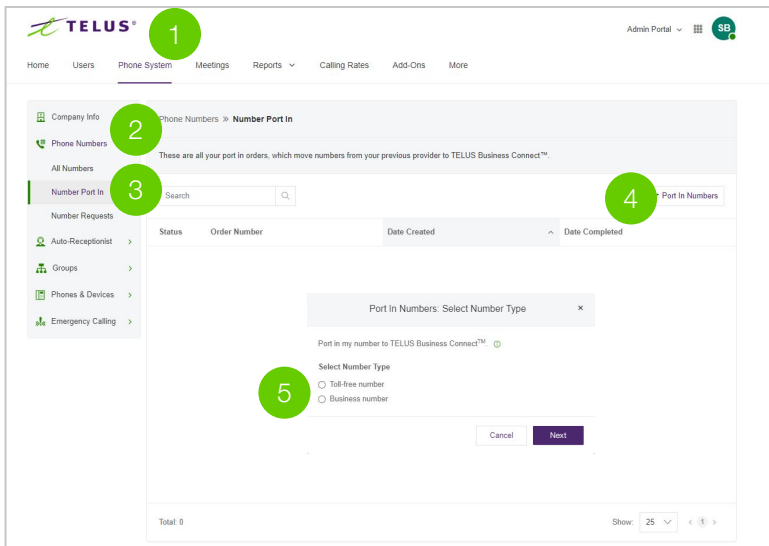 TELUS®
1
Admin Portal
SB
Home Users Phone System Meetings Reports Calling Rates Add-Ons More
Company Info
2
Phone Numbers » Number Port In
Phone Numbers
These are all your port in orders, which move numbers from your previous provider to TELUS Business Connect™.
All Numbers
Number Port In
3
Search
4
Port In Numbers
Number Requests
Status Order Number Date Created Date Completed
Auto-Receptionist
Groups
Phones & Devices
Emergency Calling
Port In Numbers: Select Number Type ×
Port in my number to TELUS Business Connect™.
Select Number Type
5
Toll-free number
Business number
Cancel Next
Total: 0
Show: 25 < 1 >